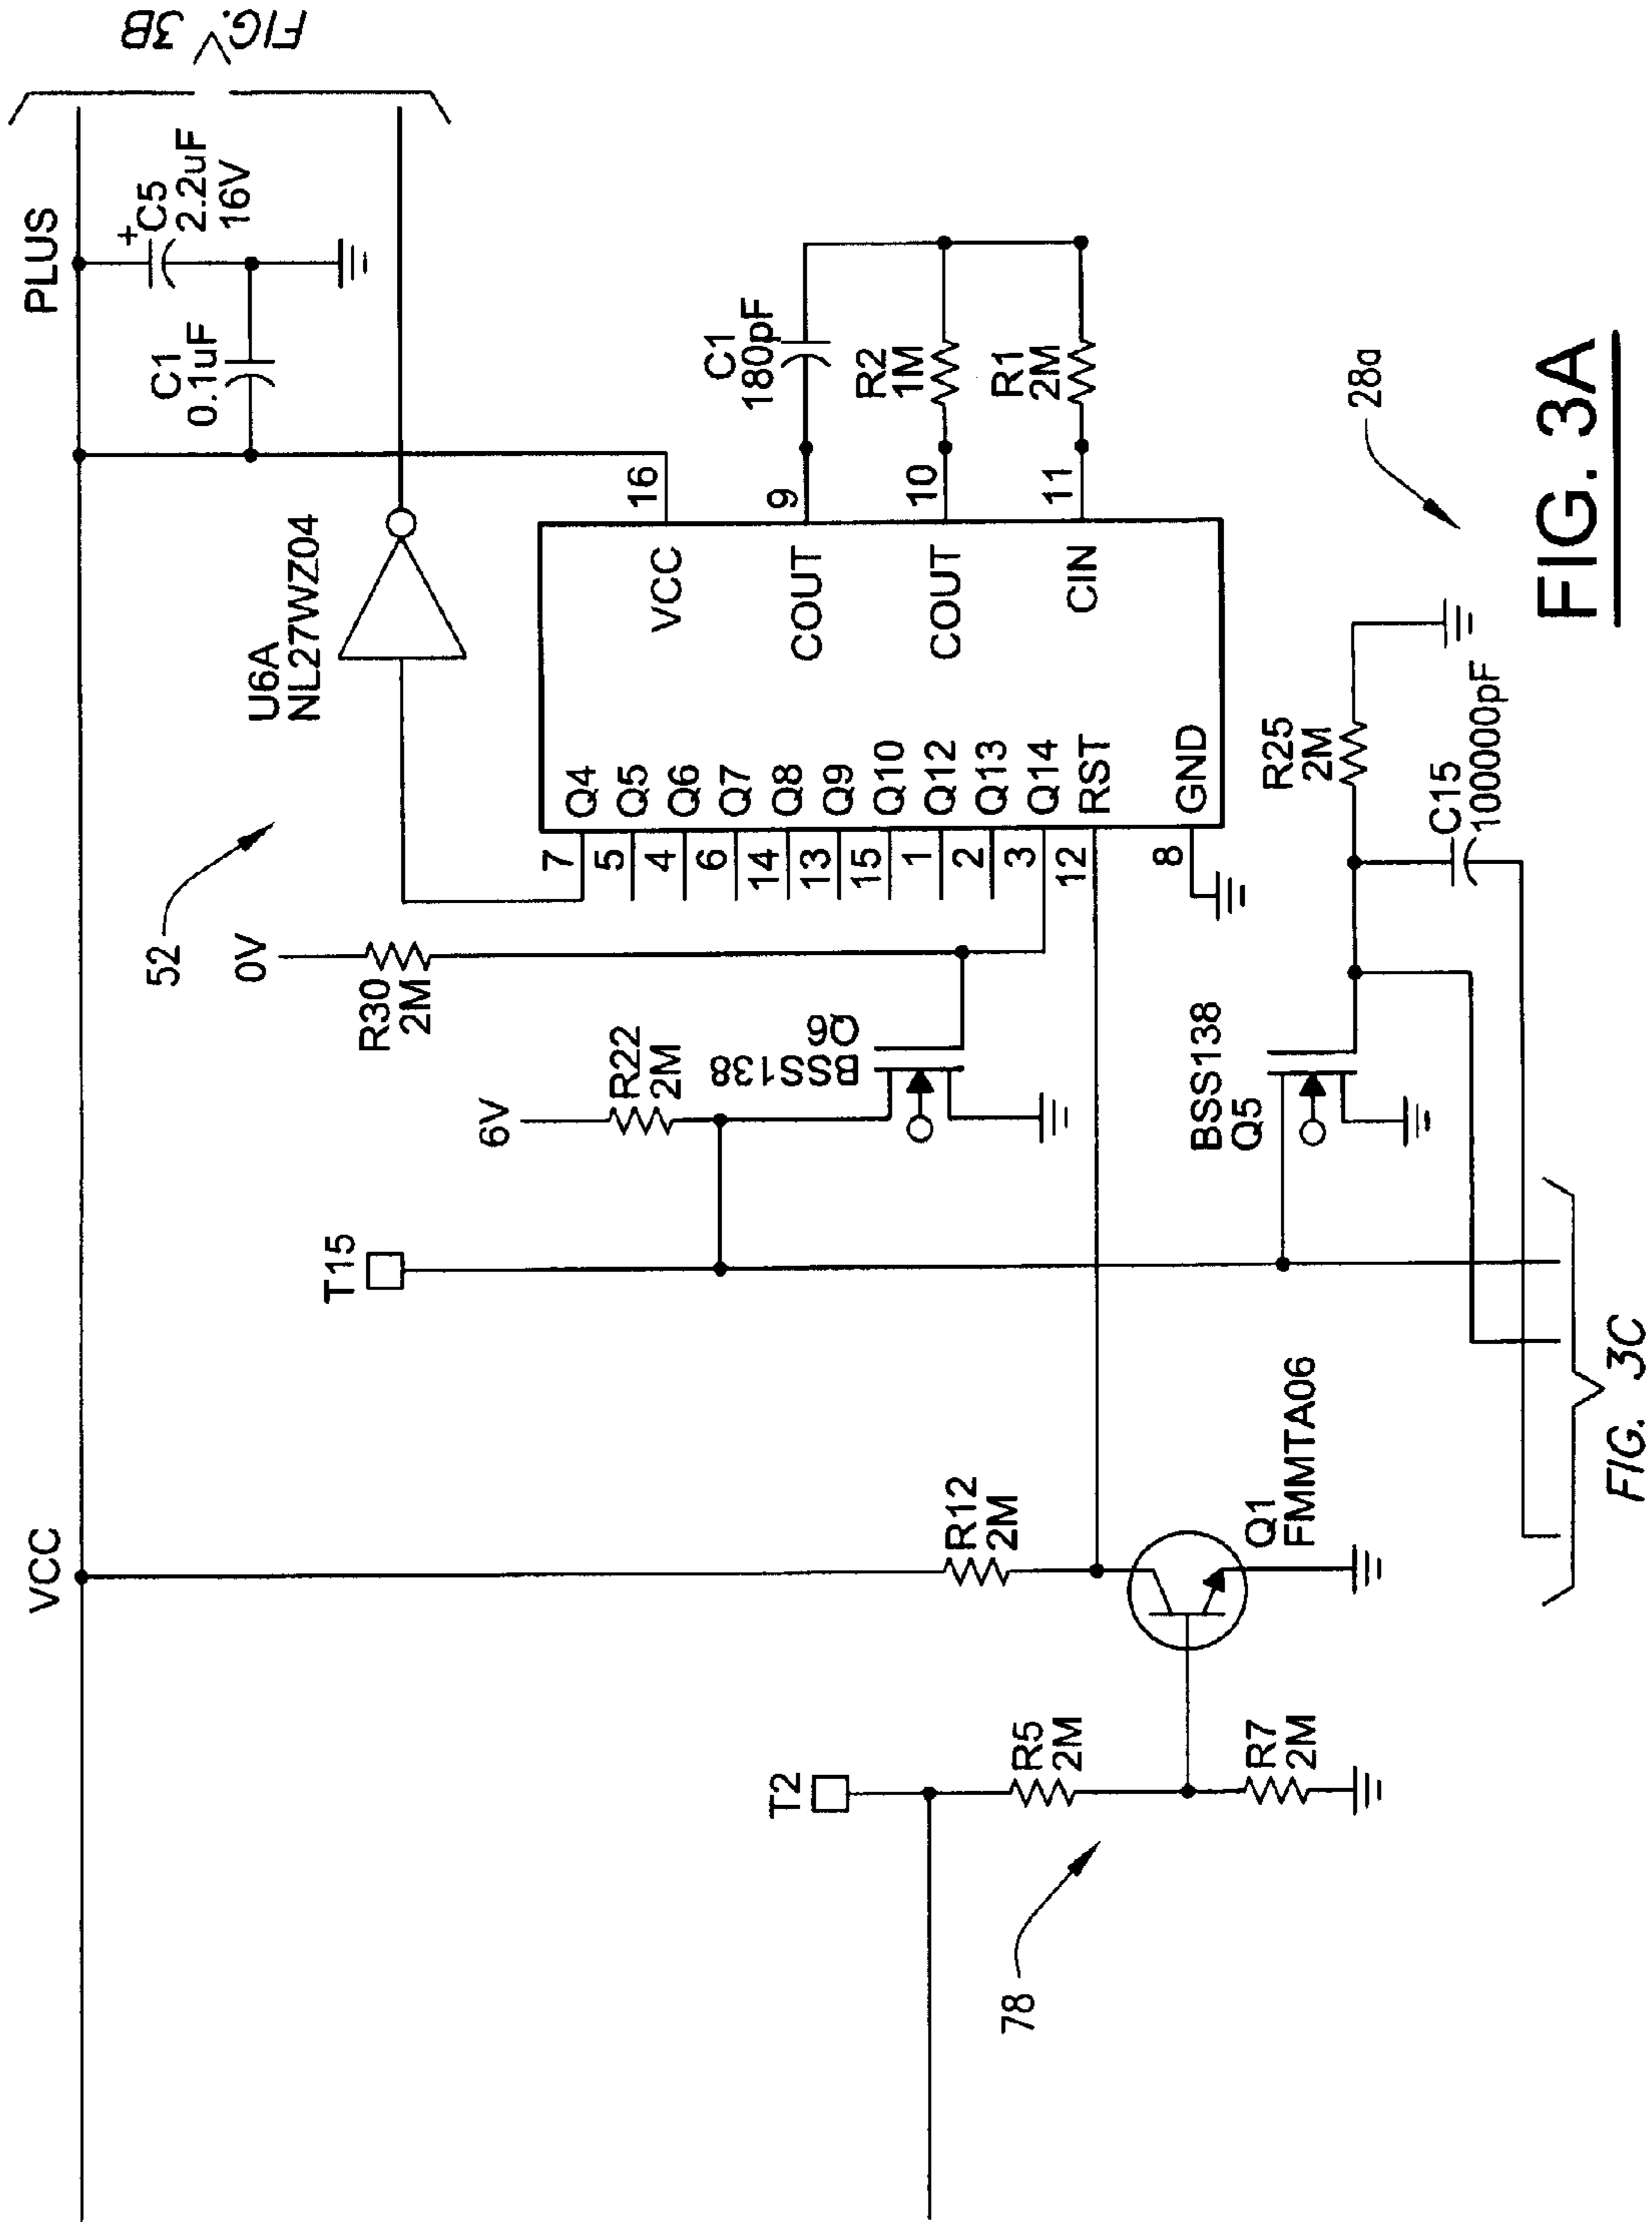 VCC
PLUS
FIG. 3B
C5
2.2uF
16V
C1
0.1uF
U6A
NL27WZ04
52
0V
R30
2M
6V
R22
2M
BSS138
Q6
T15
7
5
4
6
14
13
15
1
2
3
12
8
Q4
Q5
Q6
Q7
Q8
Q9
Q10
Q12
Q13
Q14
RST
GND
VCC
COUT
COUT
CIN
16
9
10
11
C1
180pF
R2
1M
R1
2M
R12
2M
T2
R5
2M
R7
2M
78
Q1
FMMTA06
BSS138
Q5
R25
2M
C15
100000pF
28a
FIG. 3C
FIG. 3A